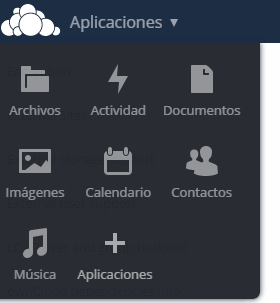 Aplicaciones ▼
Archivos Actividad Documentos
Imágenes Calendario Contactos
Música Aplicaciones